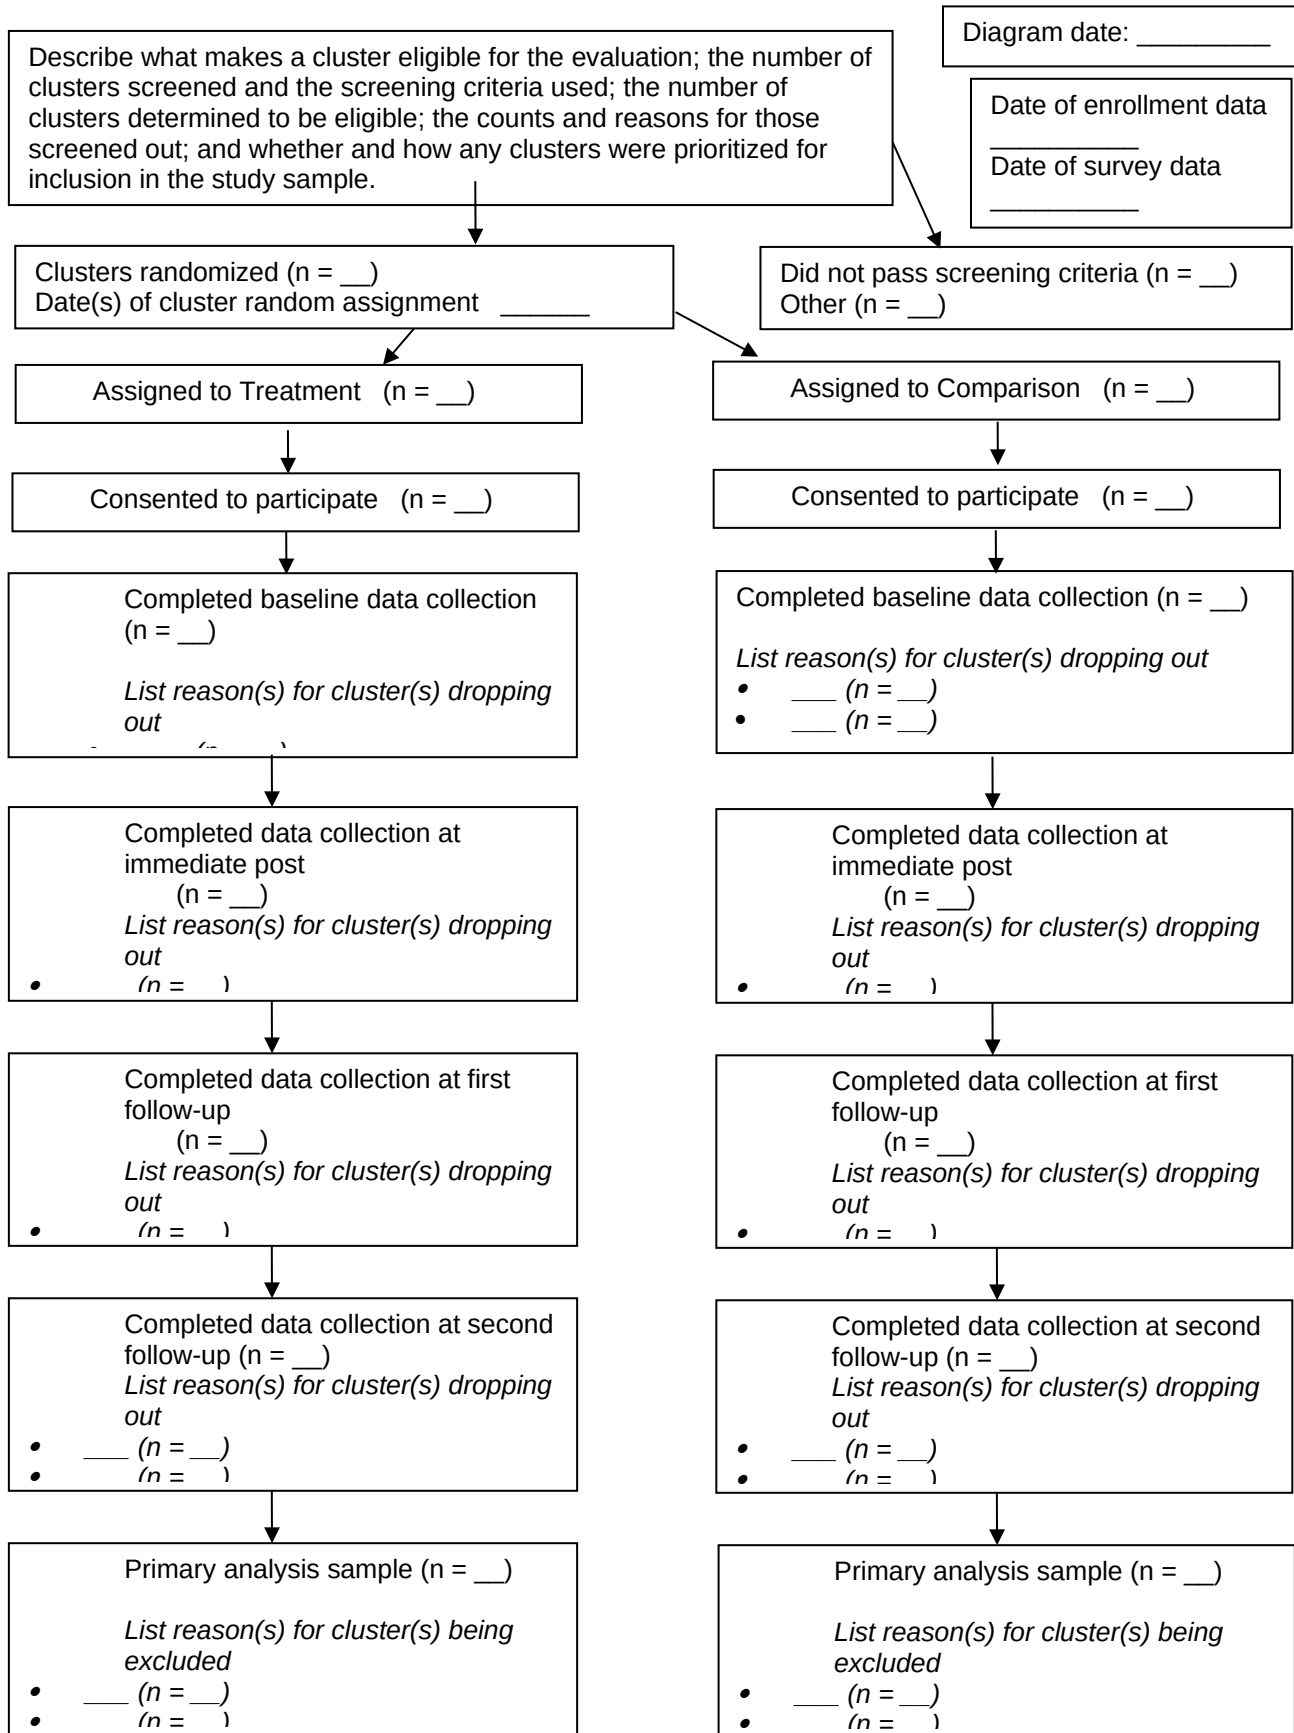 Diagram date: _________
Describe what makes a cluster eligible for the evaluation; the number of
clusters screened and the screening criteria used; the number of
clusters determined to be eligible; the counts and reasons for those
screened out; and whether and how any clusters were prioritized for
inclusion in the study sample.
Date of enrollment data
__________
Date of survey data
__________
Clusters randomized (n = __)
Date(s) of cluster random assignment ______
Did not pass screening criteria (n = __)
Other (n = __)
Assigned to Treatment (n = __)
Assigned to Comparison (n = __)
Consented to participate (n = __)
Consented to participate (n = __)
Completed baseline data collection
(n = __)
List reason(s) for cluster(s) dropping
out
Completed baseline data collection (n = __)
List reason(s) for cluster(s) dropping out
• ___ (n = __)
• ___ (n = __)
Completed data collection at
immediate post
(n = __)
List reason(s) for cluster(s) dropping
out
• (n = __)
Completed data collection at
immediate post
(n = __)
List reason(s) for cluster(s) dropping
out
• (n = __)
Completed data collection at first
follow-up
(n = __)
List reason(s) for cluster(s) dropping
out
• (n = __)
Completed data collection at first
follow-up
(n = __)
List reason(s) for cluster(s) dropping
out
• (n = __)
Completed data collection at second
follow-up (n = __)
List reason(s) for cluster(s) dropping
out
• ___ (n = __)
• (n = __)
Completed data collection at second
follow-up (n = __)
List reason(s) for cluster(s) dropping
out
• ___ (n = __)
• (n = __)
Primary analysis sample (n = __)
List reason(s) for cluster(s) being
excluded
• ___ (n = __)
• (n = __)
Primary analysis sample (n = __)
List reason(s) for cluster(s) being
excluded
• ___ (n = __)
• (n = __)